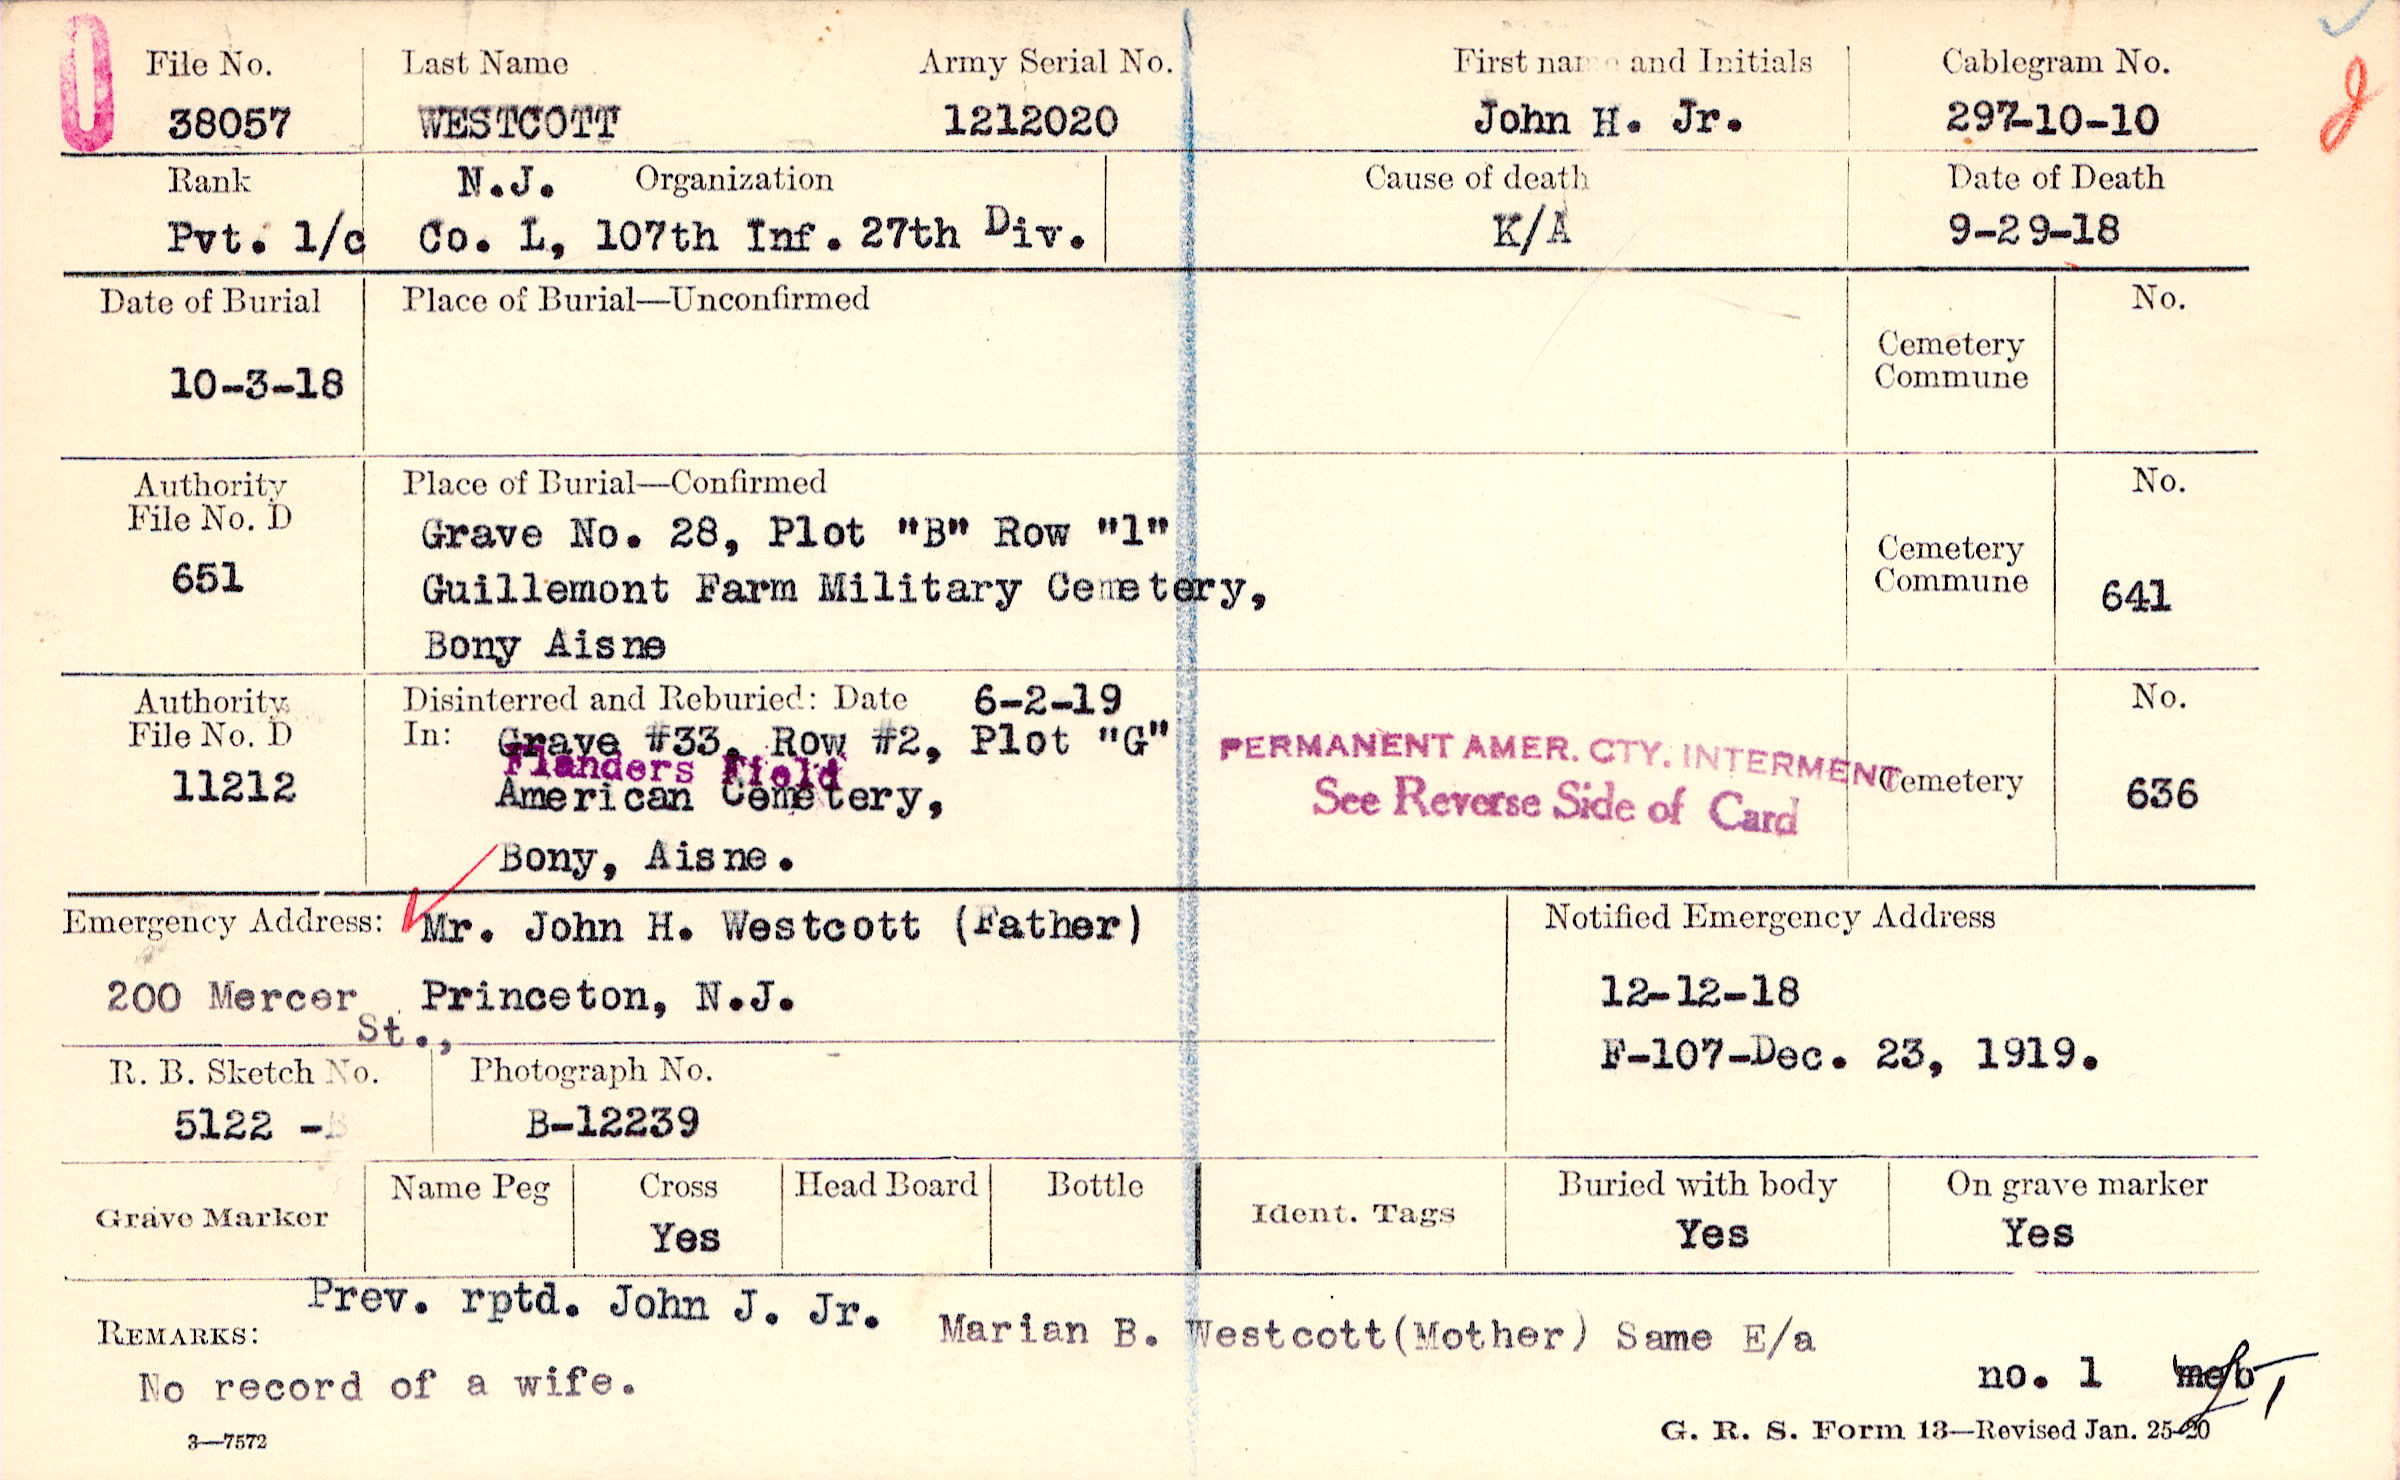 File No. Last Name Army Serial No. First name and Initials Cablegram No.
38057 WESTCOTT 1212020 John H. Jr. 297-10-10
Rank N.J. Organization Cause of death Date of Death
Pvt. 1/c Co. L, 107th Inf. 27th Div. K/A 9-29-18
Date of Burial Place of Burial—Unconfirmed No.
10-3-18 Cemetery
Commune
Authority Place of Burial—Confirmed No.
File No. D Grave No. 28, Plot "B" Row "1"
651 Guillemont Farm Military Cemetery, Cemetery
Commune 641
Bony Aisne
Authority Disinterred and Reburied: Date 6-2-19 No.
File No. D In: Grave #33, Row #2, Plot "G" PERMANENT AMER. CTY. INTERMENT
Flanders Field
11212 American Cemetery, See Reverse Side of Card Cemetery 636
Bony, Aisne.
Emergency Address: Mr. John H. Westcott (Father) Notified Emergency Address
200 Mercer Princeton, N.J. 12-12-18
St.,
F-107-Dec. 23, 1919.
R. B. Sketch No. Photograph No.
5122 -B B-12239
Grave Marker Name Peg Cross Head Board Bottle Ident. Tags Buried with body On grave marker
Yes Yes Yes
Prev. rptd. John J. Jr.
REMARKS: Marian B. Westcott(Mother) Same E/a
No record of a wife. no. 1
3—7572 G. R. S. Form 13—Revised Jan. 25-20